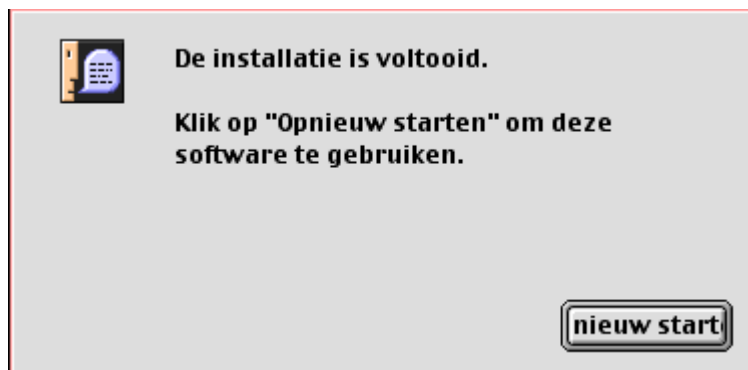 De installatie is voltooid.
Klik op "Opnieuw starten" om deze
software te gebruiken.
nieuw start